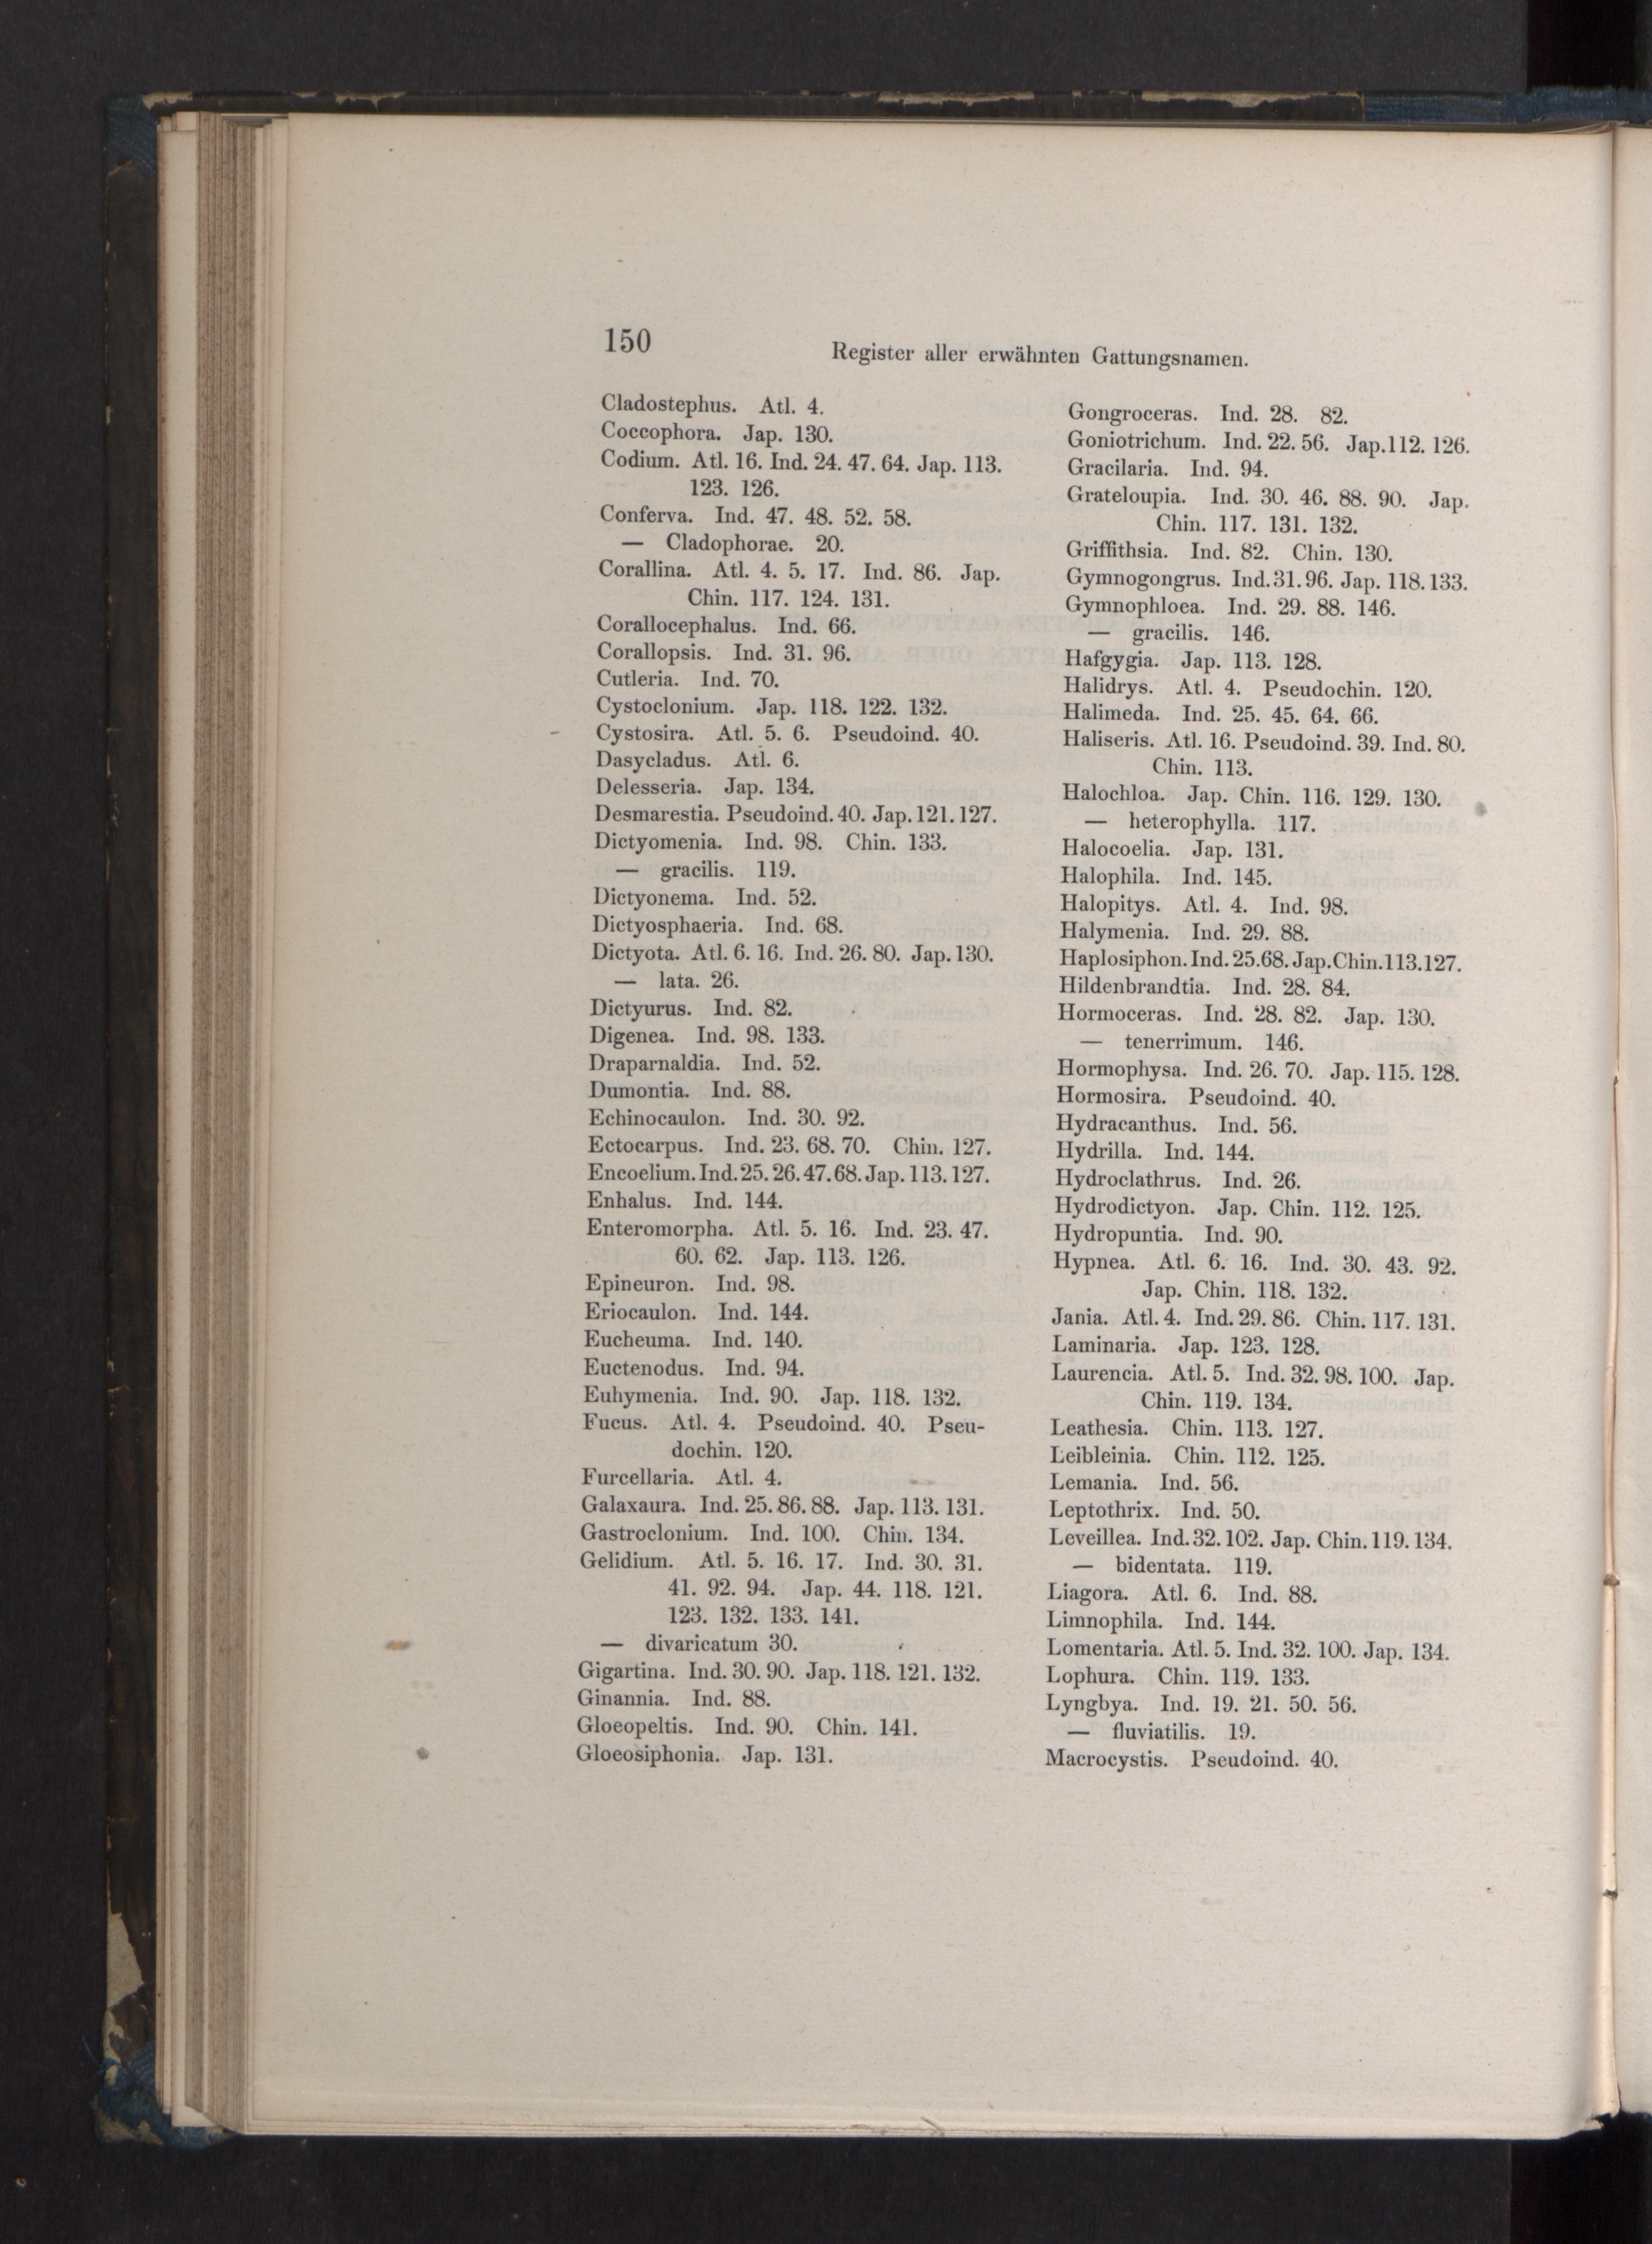 150
Register aller erwähnten Gattungsnamen.
Cladostephus. Atl. 4.
Coccophora. Jap. 130.
Codium. Atl. 16. Ind. 24. 47. 64. Jap. 113.
123. 126.
Conferva. Ind. 47. 48. 52. 58.
— Cladophorae. 20.
Corallina. Atl. 4. 5. 17. Ind. 86. Jap.
Chin. 117. 124. 131.
Corallocephalus. Ind. 66.
Corallopsis. Ind. 31. 96.
Cutleria. Ind. 70.
Cystoclonium. Jap. 118. 122. 132.
Cystosira. Atl. 5. 6. Pseudoind. 40.
Dasycladus. Atl. 6.
Delesseria. Jap. 134.
Desmarestia. Pseudoind. 40. Jap. 121. 127.
Dictyomenia. Ind. 98. Chin. 133.
— gracilis. 119.
Dictyonema. Ind. 52.
Dictyosphaeria. Ind. 68.
Dictyota. Atl. 6. 16. Ind. 26. 80. Jap. 130.
— lata. 26.
Dictyurus. Ind. 82.
Digenea. Ind. 98. 133.
Draparnaldia. Ind. 52.
Dumontia. Ind. 88.
Echinocaulon. Ind. 30. 92.
Ectocarpus. Ind. 23. 68. 70. Chin. 127.
Encoelium. Ind. 25. 26. 47. 68. Jap. 113. 127.
Enhalus. Ind. 144.
Enteromorpha. Atl. 5. 16. Ind. 23. 47.
60. 62. Jap. 113. 126.
Epineuron. Ind. 98.
Eriocaulon. Ind. 144.
Eucheuma. Ind. 140.
Euctenodus. Ind. 94.
Euhymenia. Ind. 90. Jap. 118. 132.
Fucus. Atl. 4. Pseudoind. 40. Pseu-
dochin. 120.
Furcellaria. Atl. 4.
Galaxaura. Ind. 25. 86. 88. Jap. 113. 131.
Gastroclonium. Ind. 100. Chin. 134.
Gelidium. Atl. 5. 16. 17. Ind. 30. 31.
41. 92. 94. Jap. 44. 118. 121.
123. 132. 133. 141.
— divaricatum 30.
Gigartina. Ind. 30. 90. Jap. 118. 121. 132.
Ginannia. Ind. 88.
Gloeopeltis. Ind. 90. Chin. 141.
Gloeosiphonia. Jap. 131.
Gongroceras. Ind. 28. 82.
Goniotrichum. Ind. 22. 56. Jap. 112. 126.
Gracilaria. Ind. 94.
Grateloupia. Ind. 30. 46. 88. 90. Jap.
Chin. 117. 131. 132.
Griffithsia. Ind. 82. Chin. 130.
Gymnogongrus. Ind. 31. 96. Jap. 118. 133.
Gymnophloea. Ind. 29. 88. 146.
— gracilis. 146.
Hafgygia. Jap. 113. 128.
Halidrys. Atl. 4. Pseudochin. 120.
Halimeda. Ind. 25. 45. 64. 66.
Haliseris. Atl. 16. Pseudoind. 39. Ind. 80.
Chin. 113.
Halochloa. Jap. Chin. 116. 129. 130.
— heterophylla. 117.
Halocoelia. Jap. 131.
Halophila. Ind. 145.
Halopitys. Atl. 4. Ind. 98.
Halymenia. Ind. 29. 88.
Haplosiphon. Ind. 25. 68. Jap. Chin. 113. 127.
Hildenbrandtia. Ind. 28. 84.
Hormoceras. Ind. 28. 82. Jap. 130.
— tenerrimum. 146.
Hormophysa. Ind. 26. 70. Jap. 115. 128.
Hormosira. Pseudoind. 40.
Hydracanthus. Ind. 56.
Hydrilla. Ind. 144.
Hydroclathrus. Ind. 26.
Hydrodictyon. Jap. Chin. 112. 125.
Hydropuntia. Ind. 90.
Hypnea. Atl. 6. 16. Ind. 30. 43. 92.
Jap. Chin. 118. 132.
Jania. Atl. 4. Ind. 29. 86. Chin. 117. 131.
Laminaria. Jap. 123. 128.
Laurencia. Atl. 5. Ind. 32. 98. 100. Jap.
Chin. 119. 134.
Leathesia. Chin. 113. 127.
Leibleinia. Chin. 112. 125.
Lemania. Ind. 56.
Leptothrix. Ind. 50.
Leveillea. Ind. 32. 102. Jap. Chin. 119. 134.
— bidentata. 119.
Liagora. Atl. 6. Ind. 88.
Limnophila. Ind. 144.
Lomentaria. Atl. 5. Ind. 32. 100. Jap. 134.
Lophura. Chin. 119. 133.
Lyngbya. Ind. 19. 21. 50. 56.
— fluviatilis. 19.
Macrocystis. Pseudoind. 40.